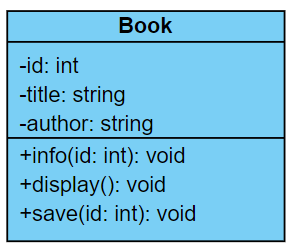 Book
-id: int
-title: string
-author: string
+info(id: int): void
+display(): void
+save(id: int): void